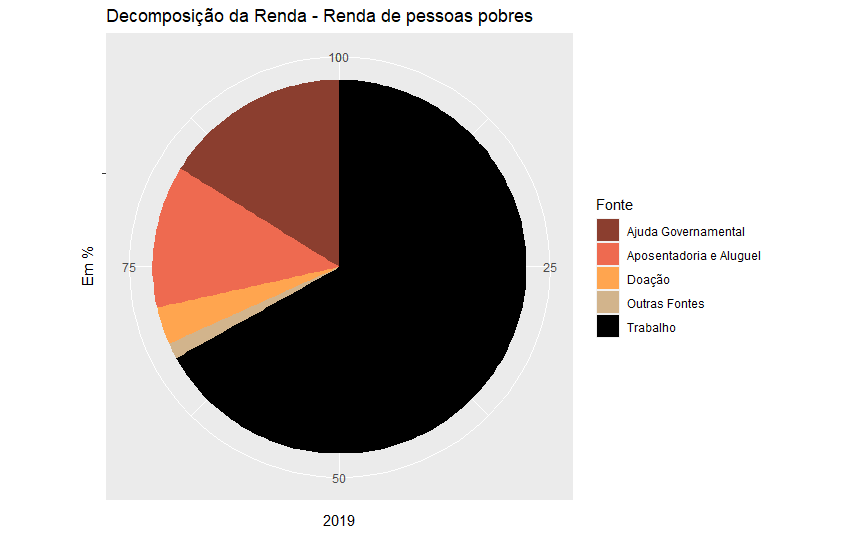 Decomposição da Renda - Renda de pessoas pobres
100
75
25
50
Em %
2019
Fonte
Ajuda Governamental
Aposentadoria e Aluguel
Doação
Outras Fontes
Trabalho